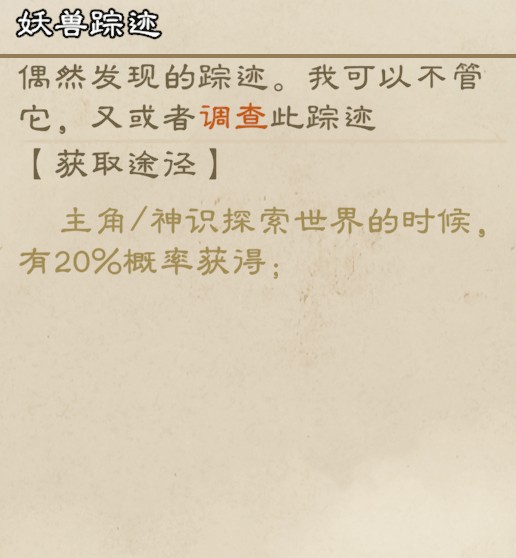 妖兽踪迹
偶然发现的踪迹。我可以不管
它，又或者调查此踪迹
【获取途径】
主角/神识探索世界的时候，
有20%概率获得；